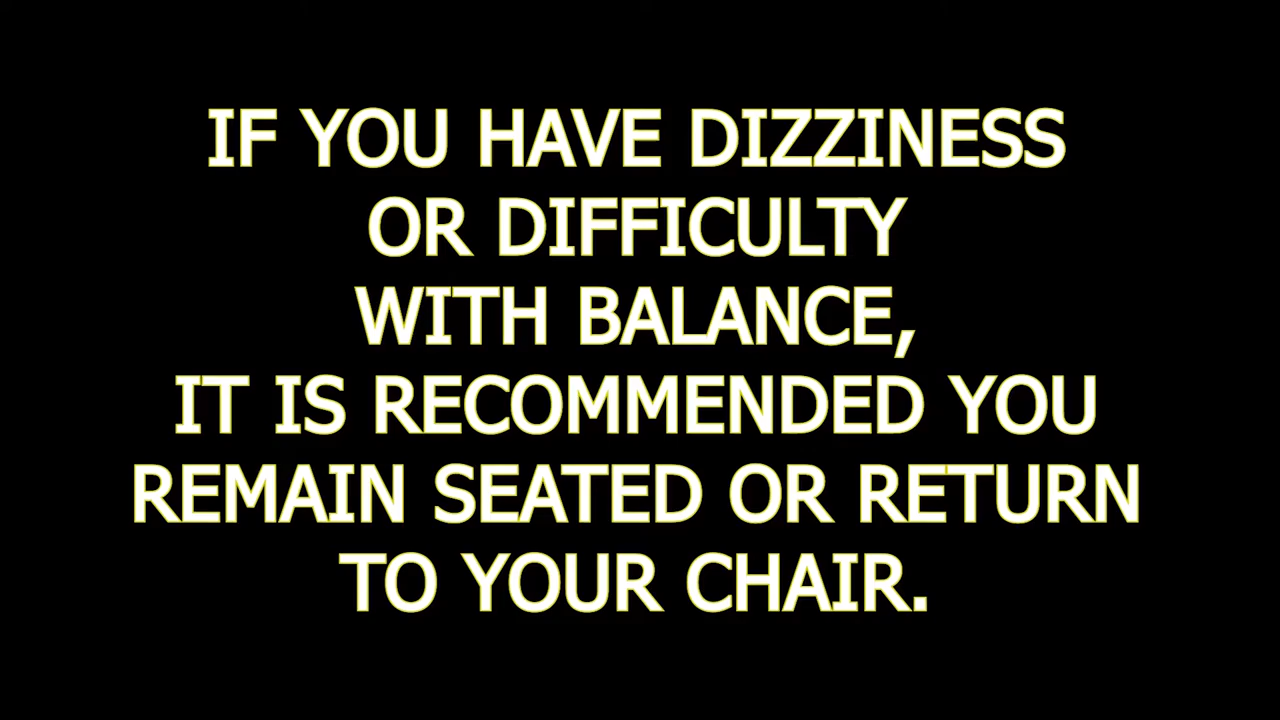 IF YOU HAVE DIZZINESS
OR DIFFICULTY
WITH BALANCE,
IT IS RECOMMENDED YOU
REMAIN SEATED OR RETURN
TO YOUR CHAIR.